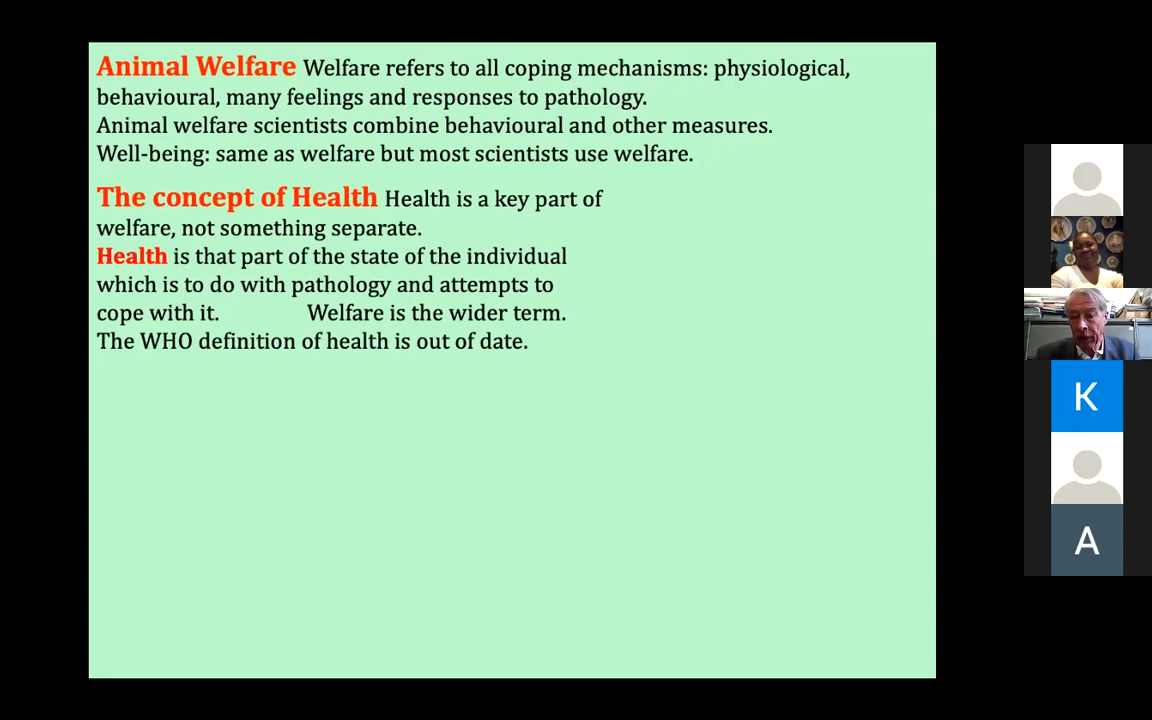 Animal Welfare Welfare refers to all coping mechanisms: physiological,
behavioural, many feelings and responses to pathology.
Animal welfare scientists combine behavioural and other measures.
Well-being: same as welfare but most scientists use welfare.
The concept of Health Health is a key part of
welfare, not something separate.
Health is that part of the state of the individual
which is to do with pathology and attempts to
cope with it. Welfare is the wider term.
The WHO definition of health is out of date.
K
A